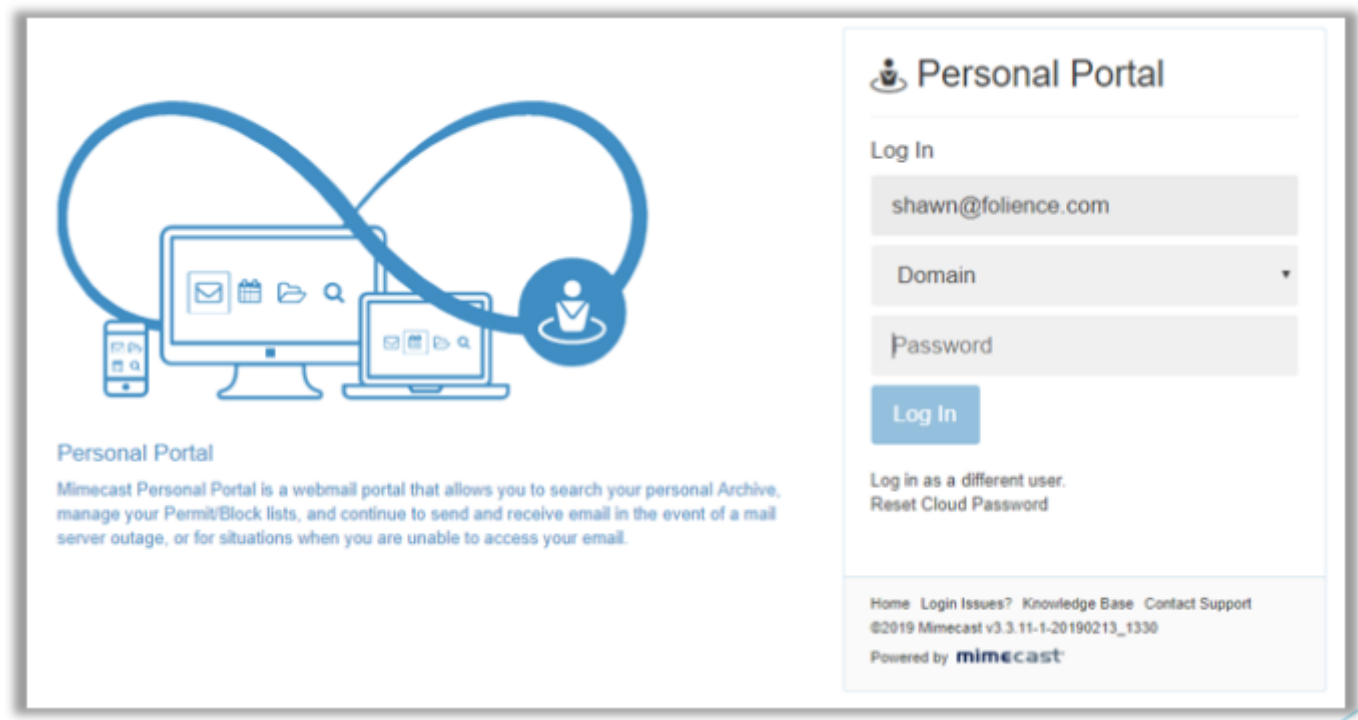 Personal Portal
Mimecast Personal Portal is a webmail portal that allows you to search your personal Archive,
manage your Permit/Block lists, and continue to send and receive email in the event of a mail
server outage, or for situations when you are unable to access your email.
Personal Portal
Log In
shawn@folience.com
Domain
Password
Log In
Log in as a different user.
Reset Cloud Password
Home Login Issues? Knowledge Base Contact Support
©2019 Mimecast v3.3.11-1-20190213_1330
Powered by mimecast